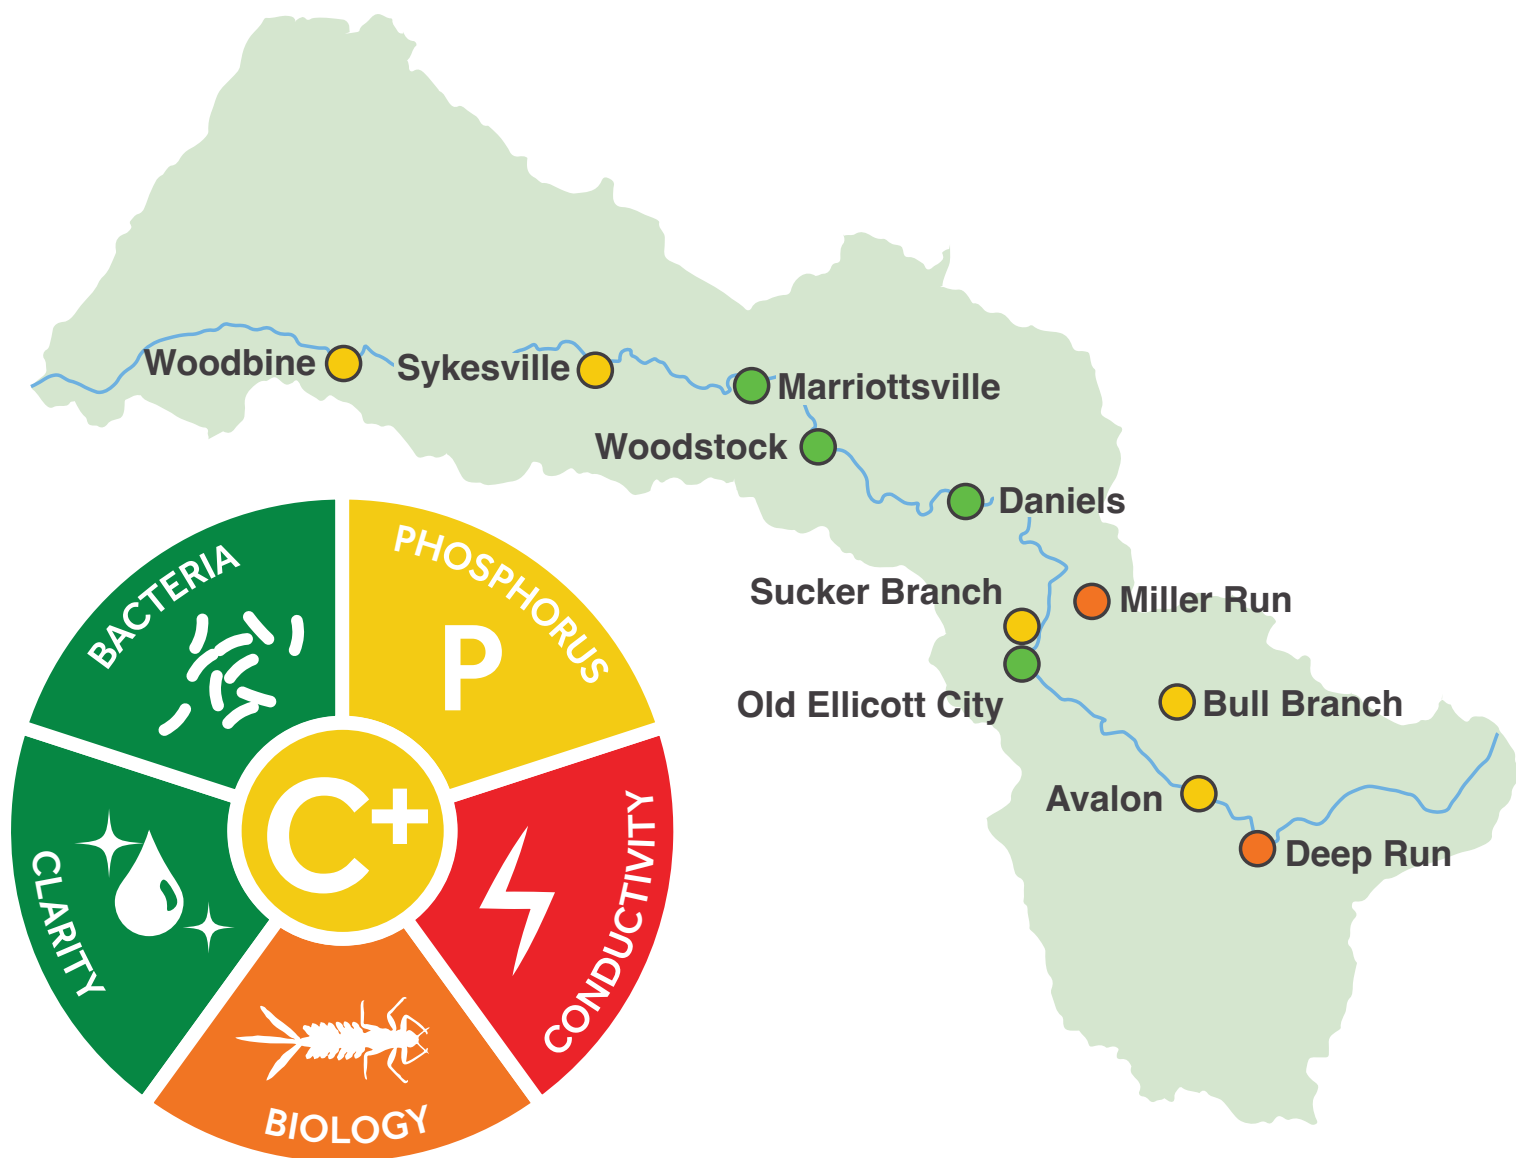 Woodbine
Sykesville
Marriottsville
Woodstock
Daniels
Sucker Branch
Miller Run
Old Ellicott City
Bull Branch
Avalon
Deep Run
BACTERIA
PHOSPHORUS
P
C+
CLARITY
CONDUCTIVITY
BIOLOGY